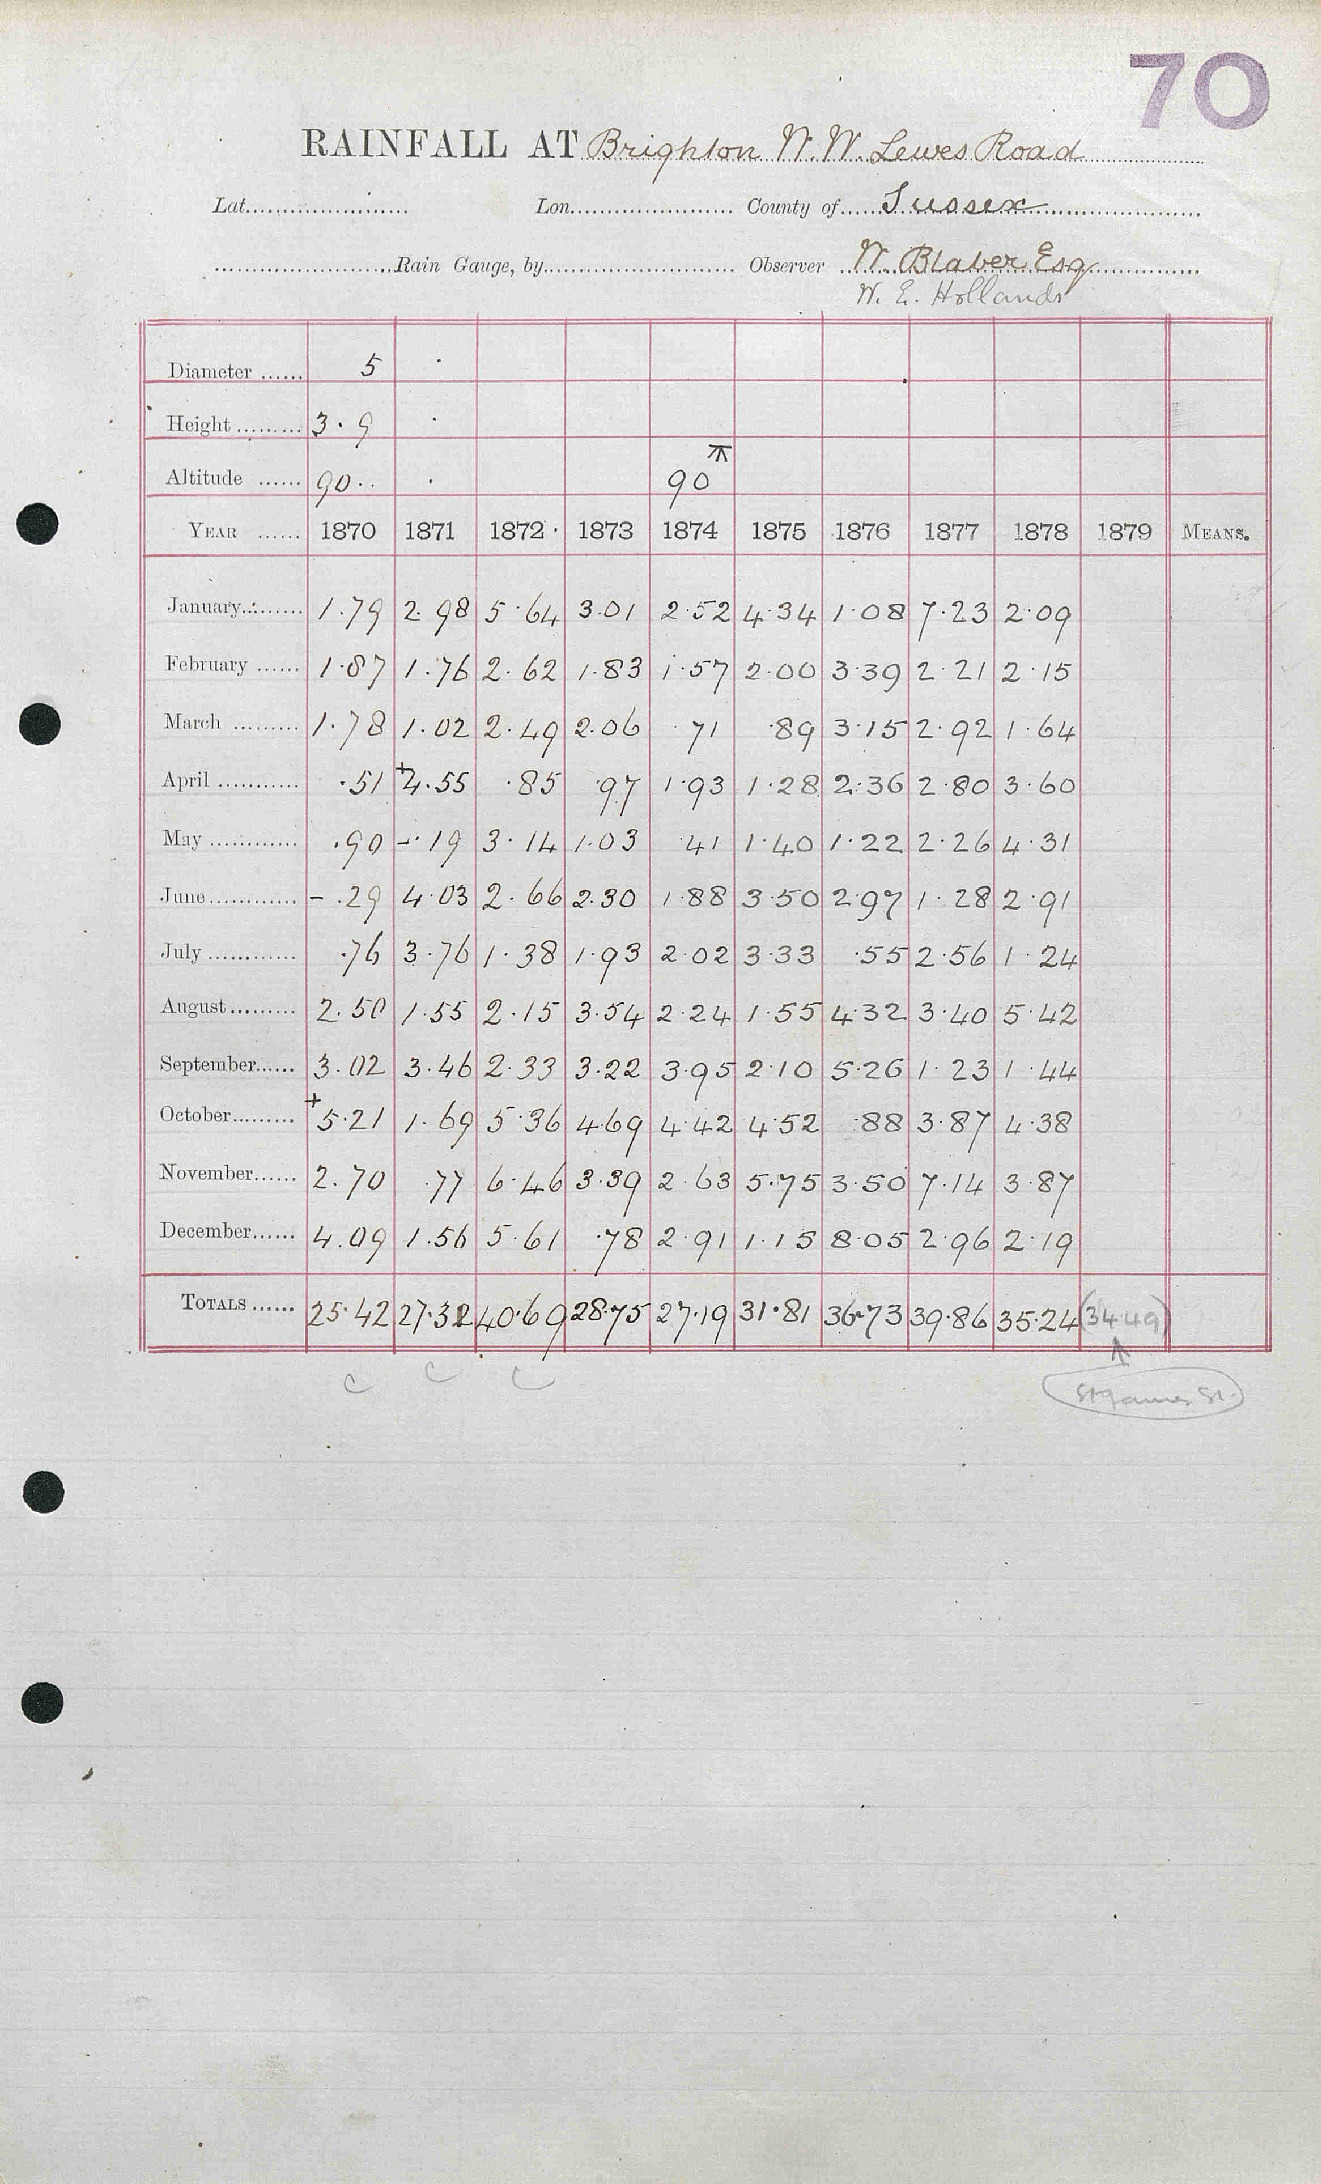 70
RAINFALL AT Brighton W. W. Lewes Road
Lat. Lon. County of Sussex
Rain Gauge, by Observer W. Blaber Esq
W. E. Hollands
Diameter 5
Height 3.9
Altitude 90 90
YEAR 1870 1871 1872 1873 1874 1875 1876 1877 1878 1879 MEANS.
January 1.79 2.98 5.64 3.01 2.52 4.34 1.08 7.23 2.09
February 1.87 1.76 2.62 1.83 1.57 2.00 3.39 2.21 2.15
March 1.78 1.02 2.49 2.06 .71 .89 3.15 2.92 1.64
April .51 +4.55 .85 .97 1.93 1.28 2.36 2.80 3.60
May .90 - .19 3.14 1.03 .41 1.40 1.22 2.26 4.31
June - .29 4.03 2.66 2.30 1.88 3.50 2.97 1.28 2.91
July .76 3.76 1.38 1.93 2.02 3.33 .55 2.56 1.24
August 2.50 1.55 2.15 3.54 2.24 1.55 4.32 3.40 5.42
September 3.02 3.46 2.33 3.22 3.95 2.10 5.26 1.23 1.44
October +5.21 1.69 5.36 4.69 4.42 4.52 .88 3.87 4.38
November 2.70 .77 6.46 3.39 2.63 5.75 3.50 7.14 3.87
December 4.09 1.56 5.61 .78 2.91 1.15 8.05 2.96 2.19
TOTALS 25.42 27.32 40.69 28.75 27.19 31.81 36.73 39.86 35.24 (34.49)
C C C St James St.